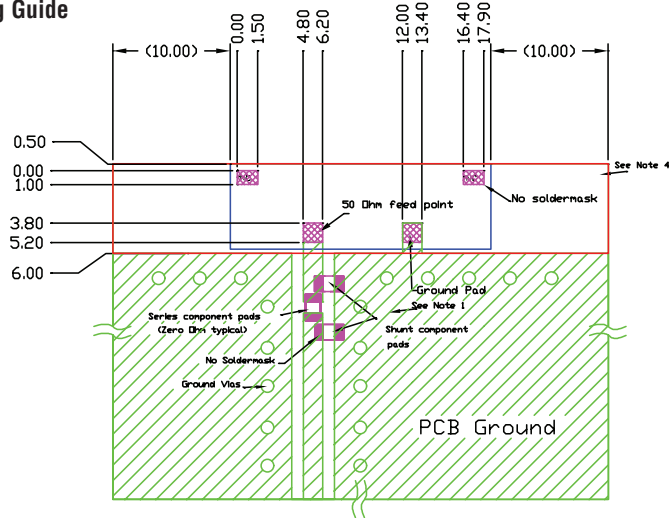 g Guide
0.00
1.50
4.80
6.20
12.00
13.40
16.40
17.90
(10.00)
(10.00)
0.50
0.00
1.00
3.80
5.20
6.00
See Note 4
No soldermask
50 Ohm feed point
Ground Pad
See Note 1
Series component pads
(Zero Ohm typical)
Shunt component
pads
No Soldermask
Ground Vias
PCB Ground